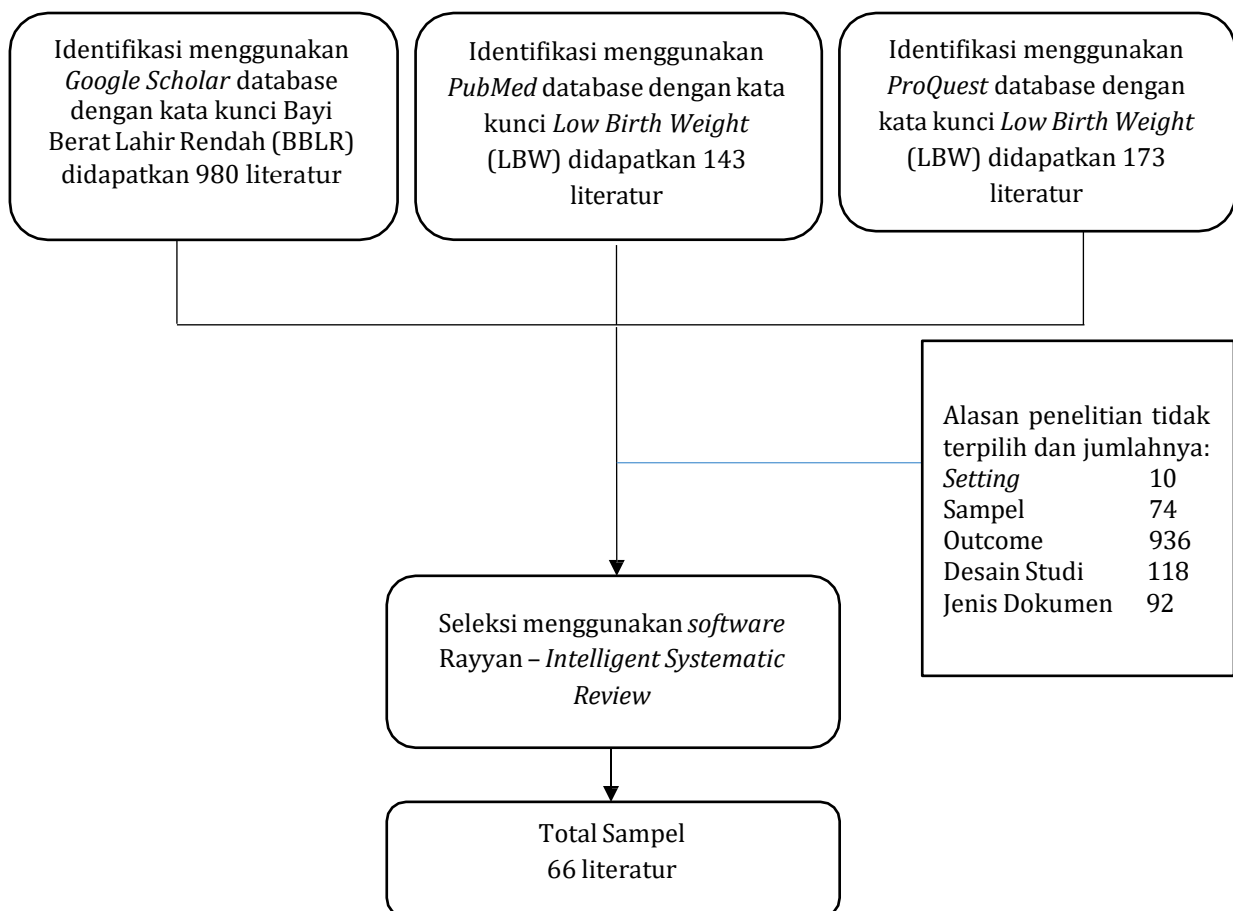 Identifikasi menggunakan
Google Scholar database
dengan kata kunci Bayi
Berat Lahir Rendah (BBLR)
didapatkan 980 literatur
Identifikasi menggunakan
PubMed database dengan kata
kunci Low Birth Weight
(LBW) didapatkan 143
literatur
Identifikasi menggunakan
ProQuest database dengan
kata kunci Low Birth Weight
(LBW) didapatkan 173
literatur
Alasan penelitian tidak
terpilih dan jumlahnya:
Setting 10
Sampel 74
Outcome 936
Desain Studi 118
Jenis Dokumen 92
Seleksi menggunakan software
Rayyan – Intelligent Systematic
Review
Total Sampel
66 literatur